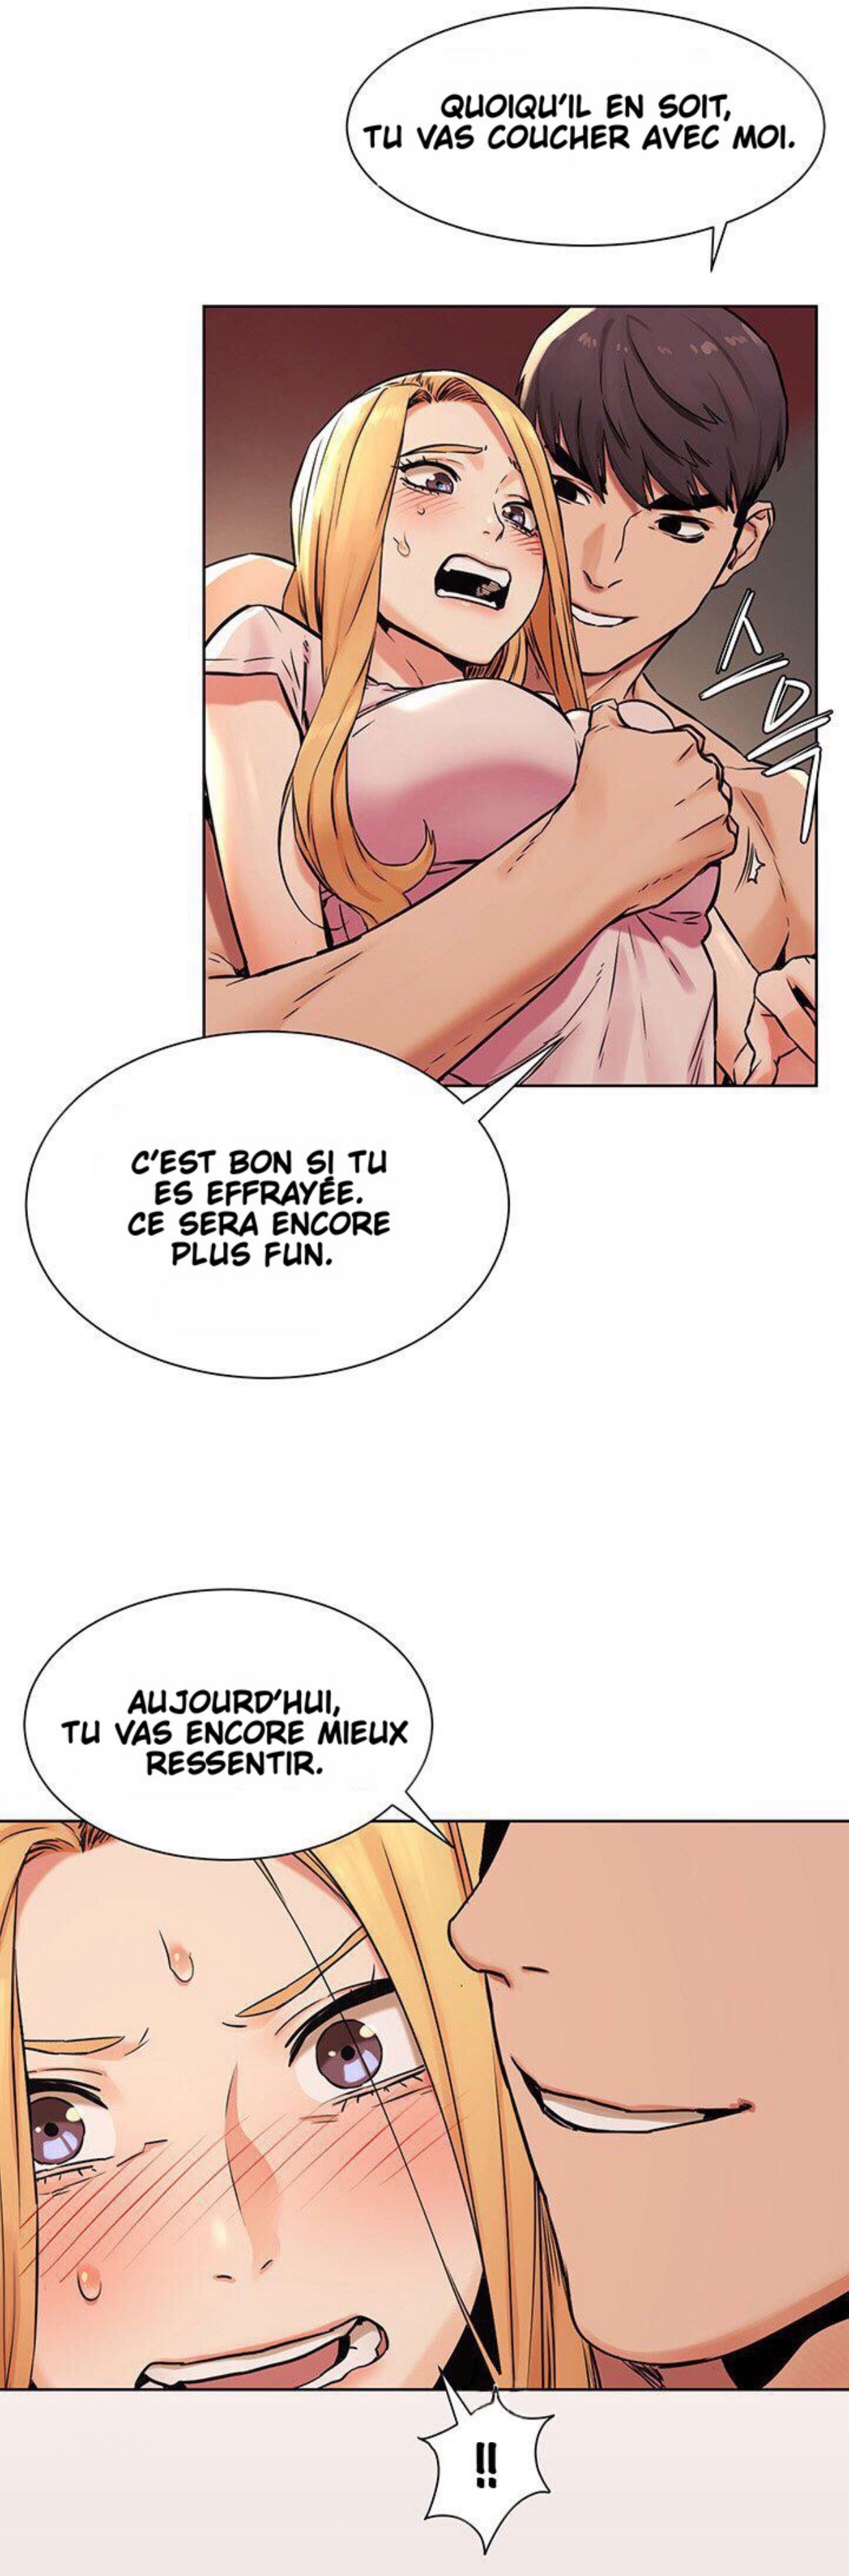 QUOIQU'IL EN SOIT,
TU VAS COUCHER AVEC MOI.
C'EST BON SI TU
ES EFFRAYÉE.
CE SERA ENCORE
PLUS FUN.
AUJOURD'HUI,
TU VAS ENCORE MIEUX
RESSENTIR.
!!